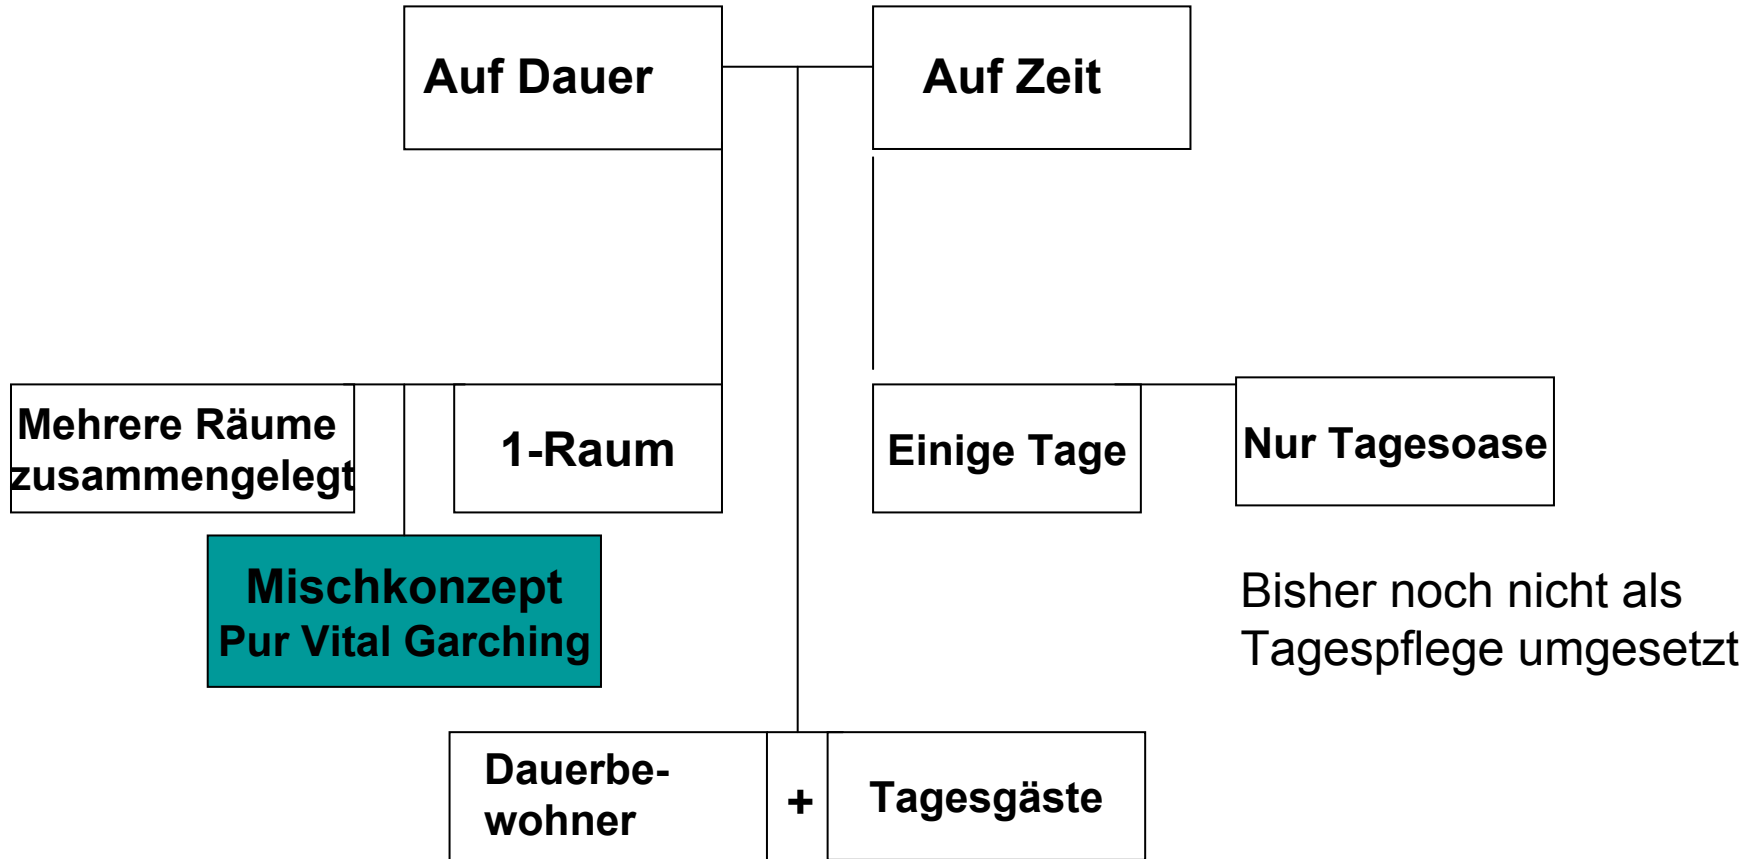 Auf Dauer
Auf Zeit
Mehrere Räume
zusammengelegt
1-Raum
Einige Tage
Nur Tagesoase
Mischkonzept
Pur Vital Garching
Bisher noch nicht als
Tagespflege umgesetzt
Dauerbe-
wohner
+
Tagesgäste